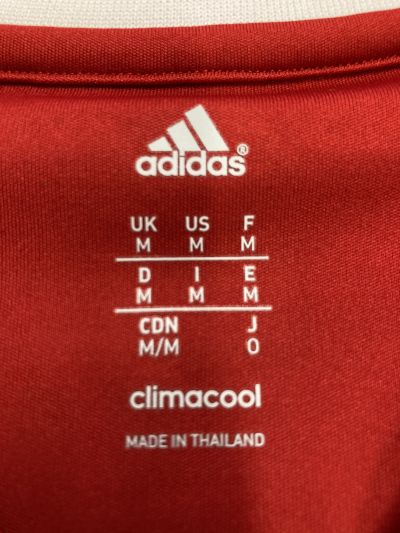 adidas®
UK US F
M M M
D I E
M M M
CDN J
M/M O
climacool
MADE IN THAILAND